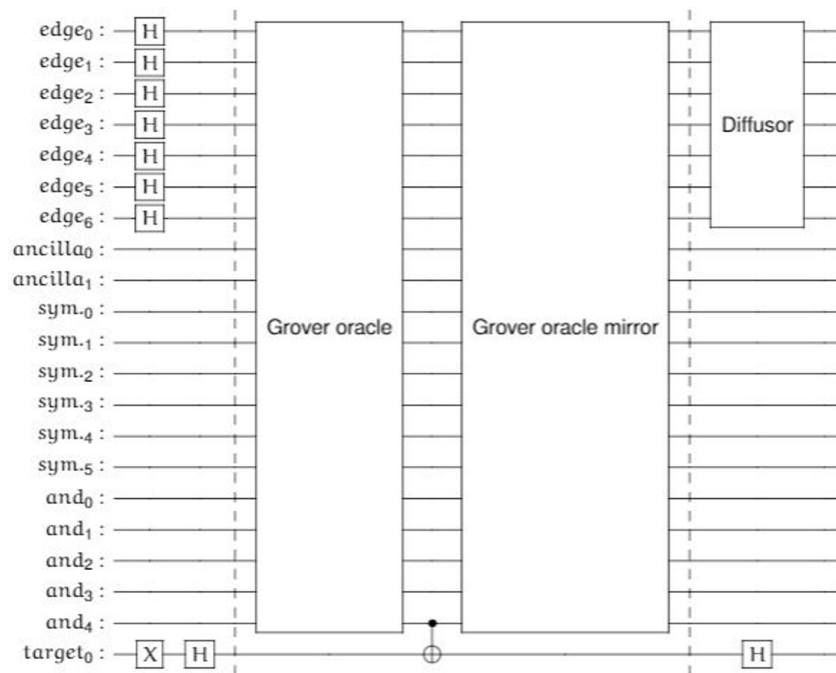 edge₀ : H
edge₁ : H
edge₂ : H
edge₃ : H Diffusor
edge₄ : H
edge₅ : H
edge₆ : H
ancilla₀ :
ancilla₁ :
sym.₀ : Grover oracle Grover oracle mirror
sym.₁ :
sym.₂ :
sym.₃ :
sym.₄ :
sym.₅ :
and₀ :
and₁ :
and₂ :
and₃ :
and₄ :
target₀ : X H H